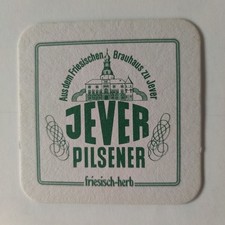 Aus dem Friesischen Brauhaus zu Jever
JEVER
PILSENER
friesisch-herb